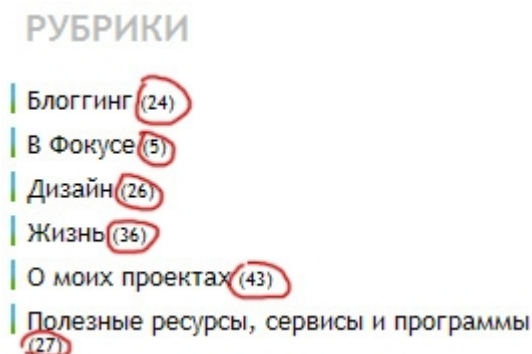 РУБРИКИ
Блоггинг (24)
В Фокусе (5)
Дизайн (26)
Жизнь (36)
О моих проектах (43)
Полезные ресурсы, сервисы и программы
(27)